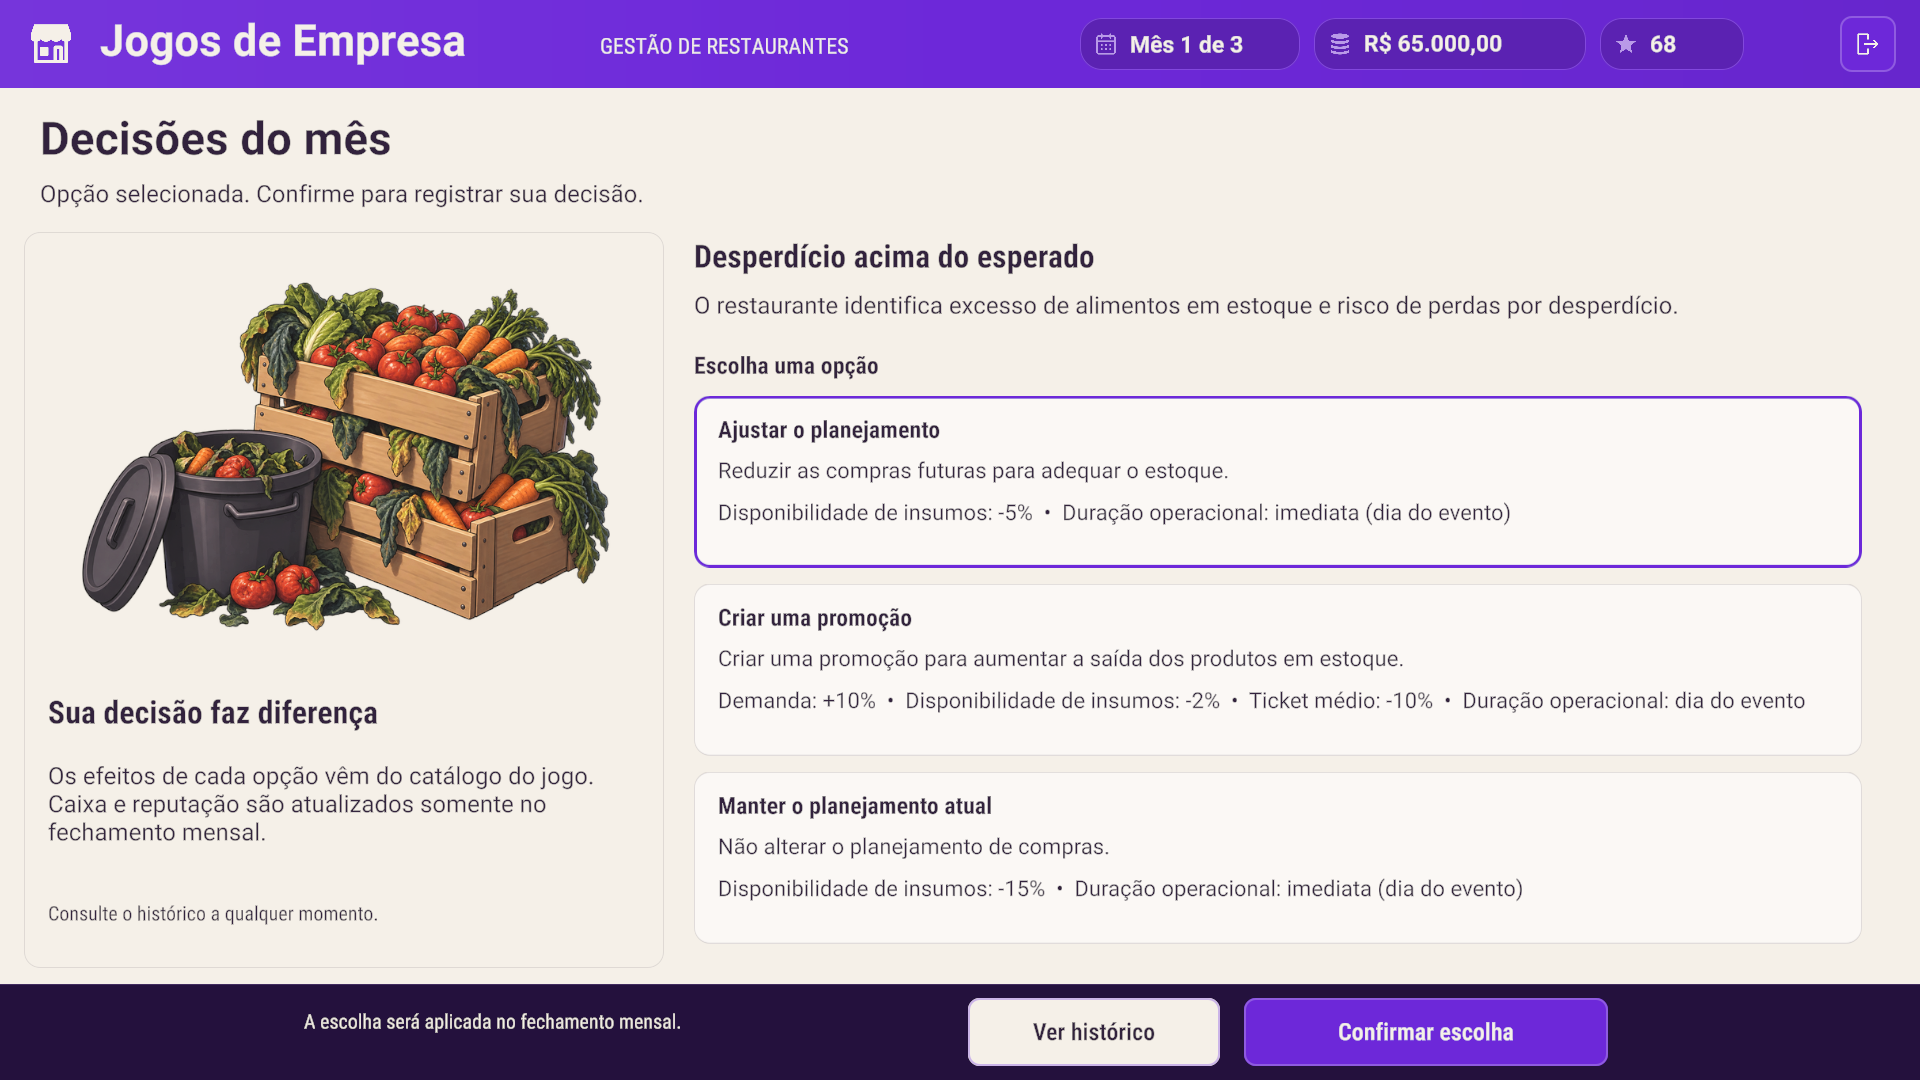 Jogos de Empresa
GESTÃO DE RESTAURANTES
Mês 1 de 3
R$ 65.000,00
68
Decisões do mês
Opção selecionada. Confirme para registrar sua decisão.
Sua decisão faz diferença
Os efeitos de cada opção vêm do catálogo do jogo.
Caixa e reputação são atualizados somente no
fechamento mensal.
Consulte o histórico a qualquer momento.
Desperdício acima do esperado
O restaurante identifica excesso de alimentos em estoque e risco de perdas por desperdício.
Escolha uma opção
Ajustar o planejamento
Reduzir as compras futuras para adequar o estoque.
Disponibilidade de insumos: -5% • Duração operacional: imediata (dia do evento)
Criar uma promoção
Criar uma promoção para aumentar a saída dos produtos em estoque.
Demanda: +10% • Disponibilidade de insumos: -2% • Ticket médio: -10% • Duração operacional: dia do evento
Manter o planejamento atual
Não alterar o planejamento de compras.
Disponibilidade de insumos: -15% • Duração operacional: imediata (dia do evento)
A escolha será aplicada no fechamento mensal.
Ver histórico
Confirmar escolha